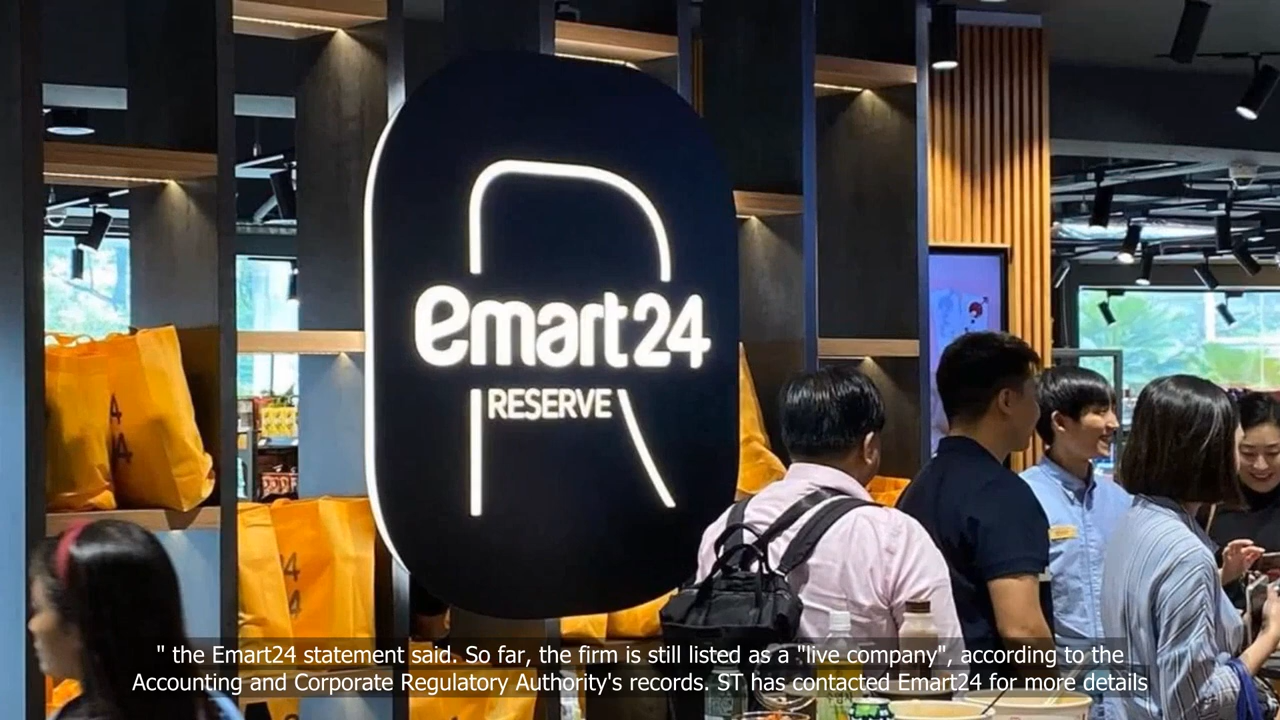 emart24
RESERVE
" the Emart24 statement said. So far, the firm is still listed as a "live company", according to the
Accounting and Corporate Regulatory Authority's records. ST has contacted Emart24 for more details